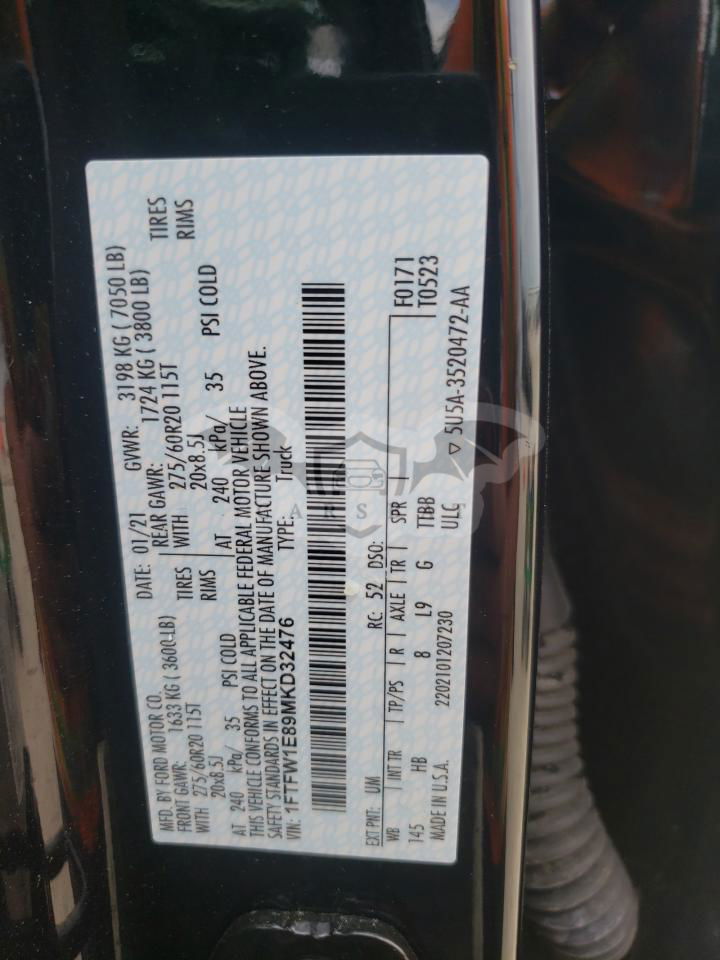 MFD. BY FORD MOTOR CO.
DATE: 01/21 GVWR: 3198 KG ( 7050 LB)
FRONT GAWR: 1633 KG ( 3600 LB) REAR GAWR: 1724 KG ( 3800 LB)
WITH 275/60R20 115T TIRES WITH 275/60R20 115T TIRES
20x8.5J RIMS 20x8.5J RIMS
AT 240 kPa/ 35 PSI COLD AT 240 kPa/ 35 PSI COLD
THIS VEHICLE CONFORMS TO ALL APPLICABLE FEDERAL MOTOR VEHICLE
SAFETY STANDARDS IN EFFECT ON THE DATE OF MANUFACTURE SHOWN ABOVE.
VIN: 1FTFW1E89MKD32476 TYPE: Truck
EXT PNT: UM RC: 52 DSO: F0171
WB INT TR TP/PS R AXLE TR SPR T0523
145 HB 8 L9 G TTBB
MADE IN U.S.A. 2202101207230 ULC ▽ 5U5A-3520472-AA
ARS